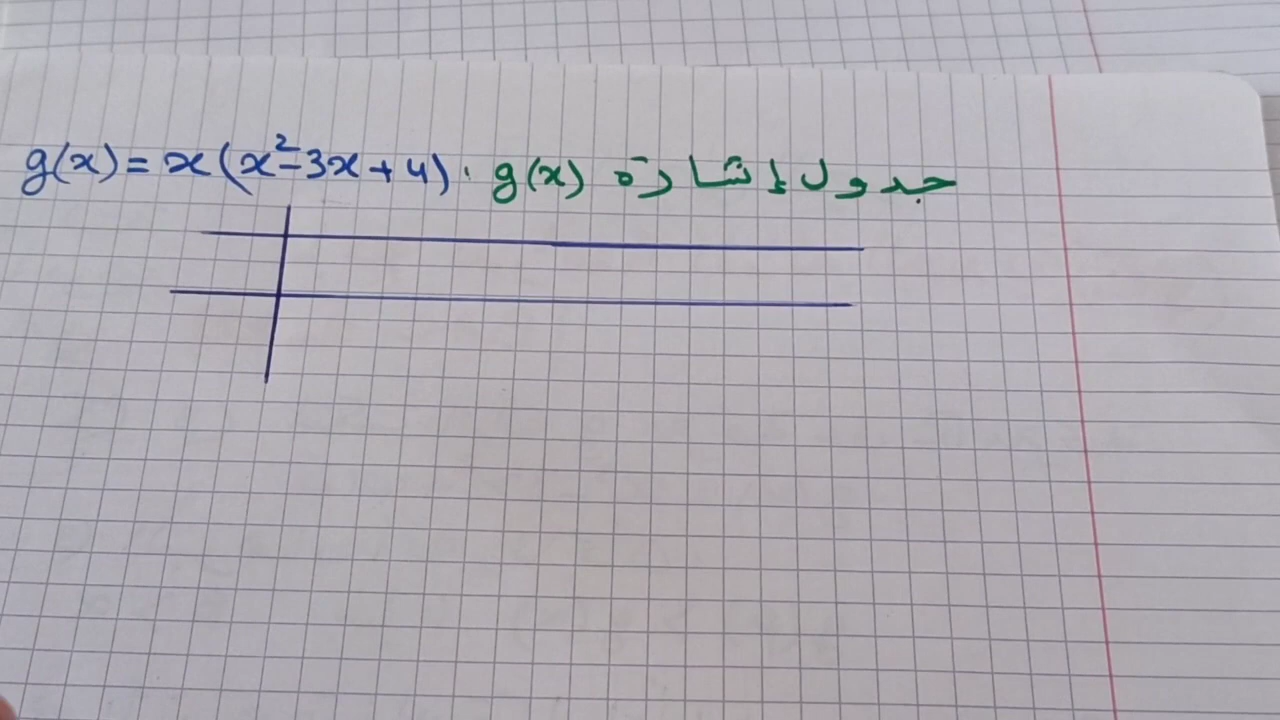 g(x) = x(x²-3x+4). g(x) جدول إشارة